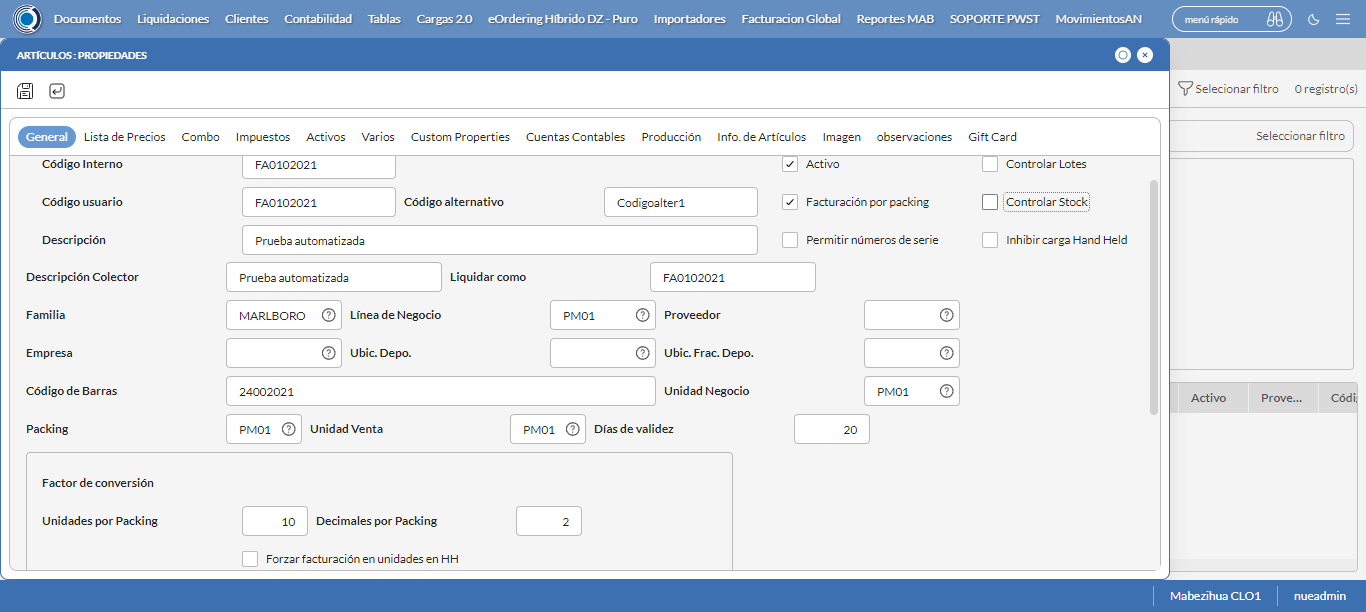 Documentos Liquidaciones Clientes Contabilidad Tablas Cargas 2.0 eOrdering Híbrido DZ - Puro Importadores Facturacion Global Reportes MAB SOPORTE PWST MovimientosAN menú rápido
ARTÍCULOS : PROPIEDADES
Selecionar filtro 0 registro(s)
General Lista de Precios Combo Impuestos Activos Varios Custom Properties Cuentas Contables Producción Info. de Artículos Imagen observaciones Gift Card
Seleccionar filtro
Código Interno FA0102021 Activo Controlar Lotes
Código usuario FA0102021 Código alternativo Codigoalter1 Facturación por packing Controlar Stock
Descripción Prueba automatizada Permitir números de serie Inhibir carga Hand Held
Descripción Colector Prueba automatizada Liquidar como FA0102021
Familia MARLBORO Línea de Negocio PM01 Proveedor
Empresa Ubic. Depo. Ubic. Frac. Depo.
Código de Barras 24002021 Unidad Negocio PM01
Activo Prove... Códi
Packing PM01 Unidad Venta PM01 Días de validez 20
Factor de conversión
Unidades por Packing 10 Decimales por Packing 2
Forzar facturación en unidades en HH
Mabezihua CLO1 nueadmin